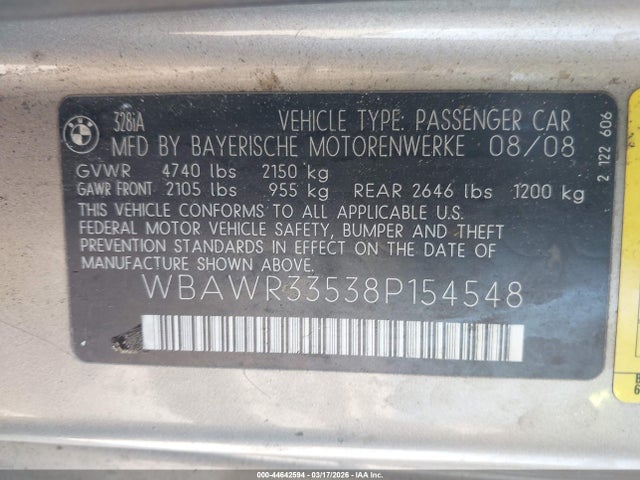 328iA VEHICLE TYPE: PASSENGER CAR
MFD BY BAYERISCHE MOTORENWERKE 08/08
GVWR 4740 lbs 2150 kg
GAWR FRONT 2105 lbs 955 kg REAR 2646 lbs 1200 kg
THIS VEHICLE CONFORMS TO ALL APPLICABLE U.S.
FEDERAL MOTOR VEHICLE SAFETY, BUMPER AND THEFT
PREVENTION STANDARDS IN EFFECT ON THE DATE OF
MANUFACTURE SHOWN ABOVE.
WBAWR33538P154548
2 122 606
000-44642594 - 03/17/2026 - IAAI.COM